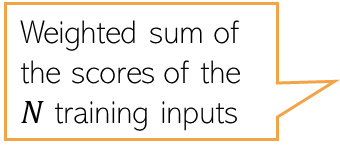 Weighted sum of
the scores of the
N training inputs